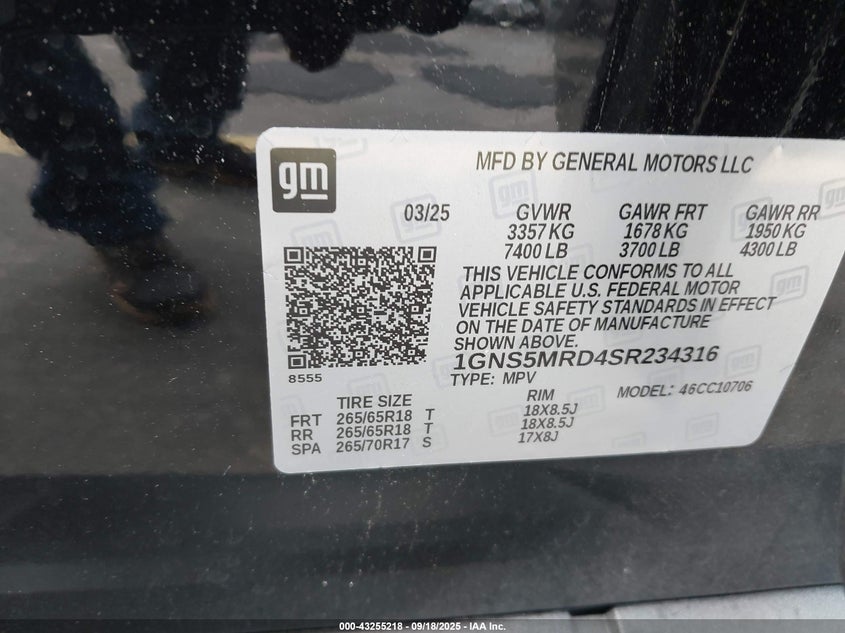 gm
MFD BY GENERAL MOTORS LLC
03/25 GVWR GAWR FRT GAWR RR
3357 KG 1678 KG 1950 KG
7400 LB 3700 LB 4300 LB
THIS VEHICLE CONFORMS TO ALL
APPLICABLE U.S. FEDERAL MOTOR
VEHICLE SAFETY STANDARDS IN EFFECT
ON THE DATE OF MANUFACTURE
SHOWN ABOVE.
1GNS5MRD4SR234316
8555
TYPE: MPV MODEL: 46CC10706
TIRE SIZE RIM
FRT 265/65R18 T 18X8.5J
RR 265/65R18 T 18X8.5J
SPA 265/70R17 S 17X8J
000-43255218 - 09/18/2025 - IAA Inc.